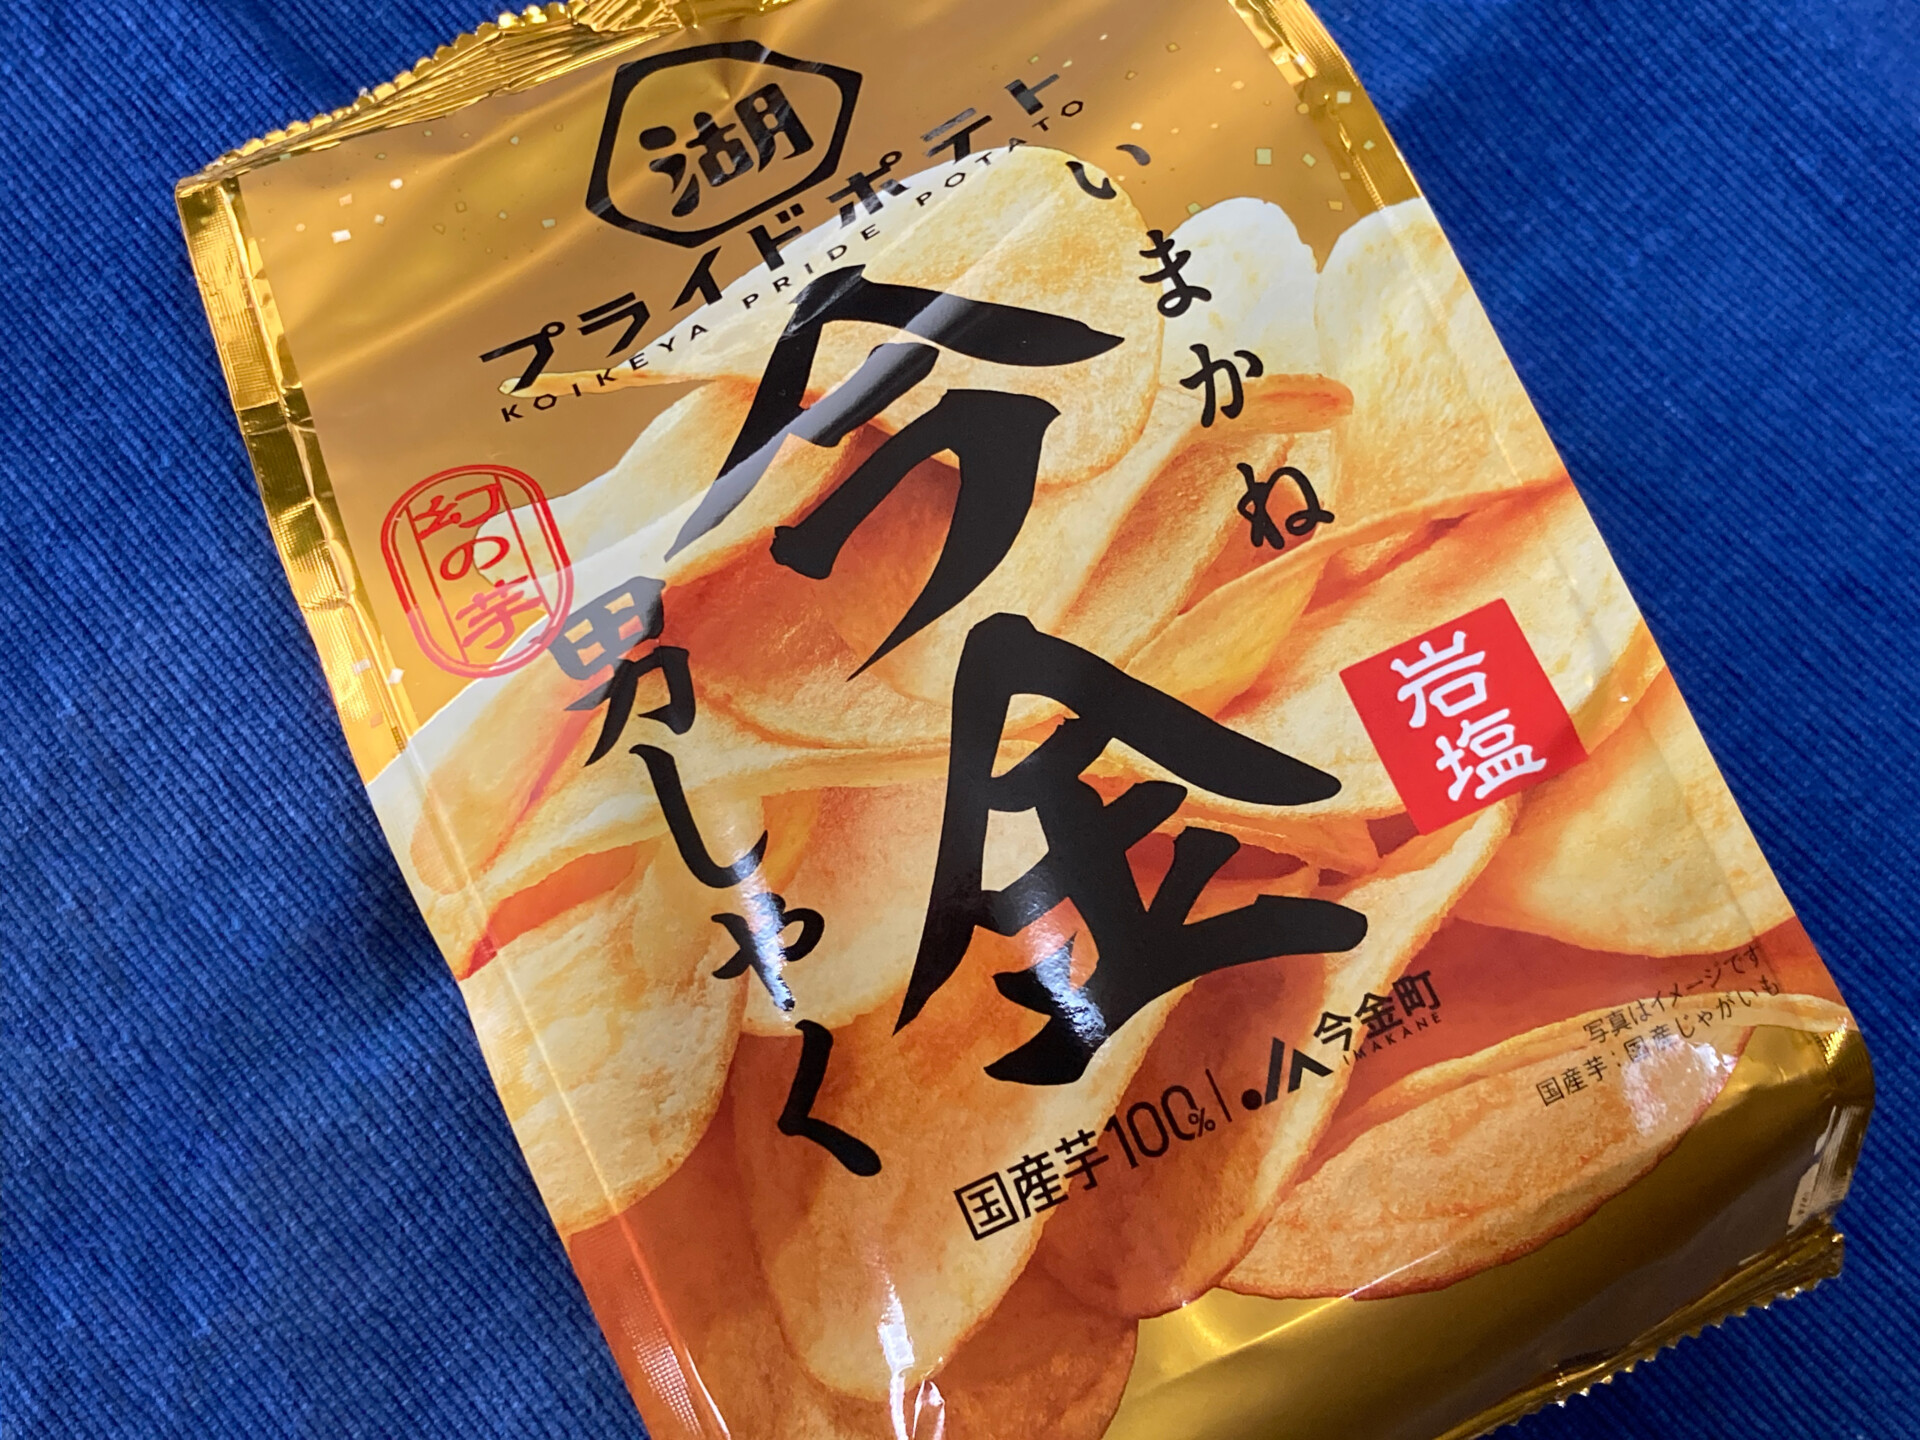 湖
プライドポテト
KOIKEYA PRIDE POTATO
いまかね
今金
男しゃく
幻の芋
岩塩
国産芋100%
今金町
IMAKANE
写真はイメージです
国産芋:国産じゃがいも